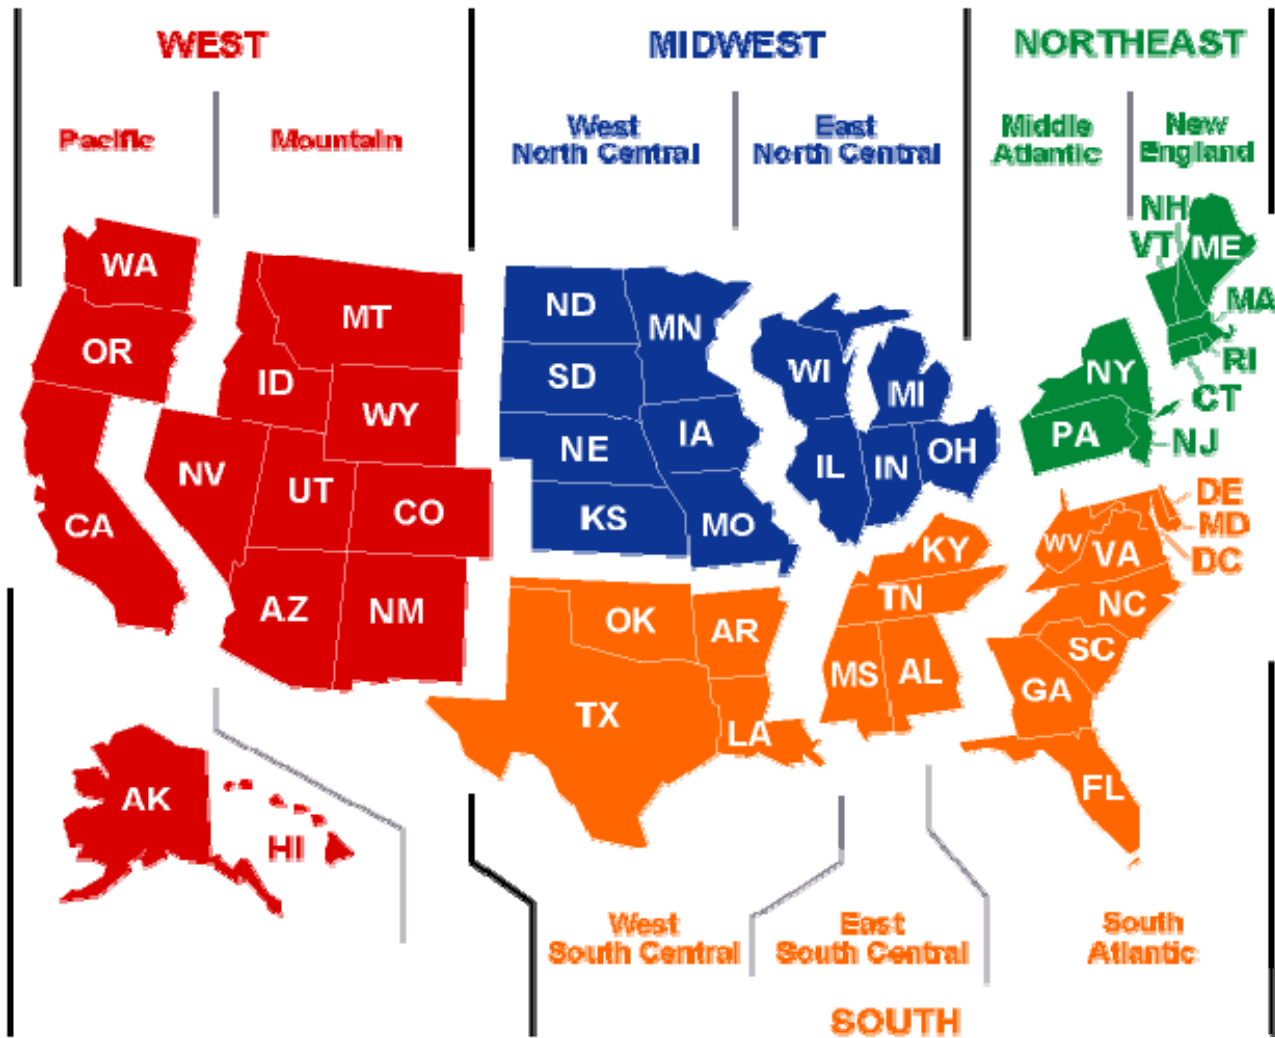 WEST
MIDWEST
NORTHEAST
Pacific
Mountain
West
North Central
East
North Central
Middle
Atlantic
New
England
WA
OR
CA
NV
ID
MT
WY
UT
CO
AZ
NM
AK
HI
ND
SD
NE
KS
MN
IA
MO
WI
IL
MI
IN
OH
NH
VT
ME
MA
RI
CT
NY
PA
NJ
OK
TX
AR
LA
KY
TN
MS
AL
DE
MD
DC
WV
VA
NC
SC
GA
FL
West
South Central
East
South Central
South
Atlantic
SOUTH